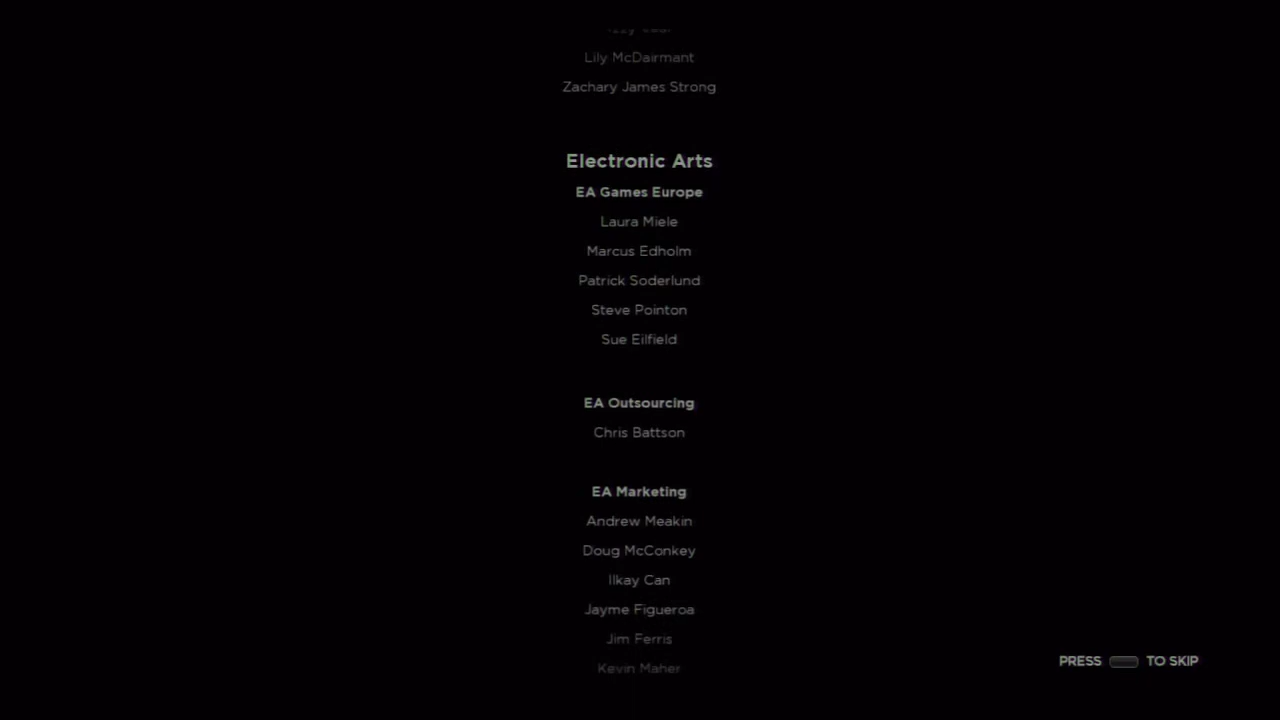 Lily McDairmant
Zachary James Strong
Electronic Arts
EA Games Europe
Laura Miele
Marcus Edholm
Patrick Soderlund
Steve Pointon
Sue Eilfield
EA Outsourcing
Chris Battson
EA Marketing
Andrew Meakin
Doug McConkey
Ilkay Can
Jayme Figueroa
Jim Ferris
Kevin Maher
PRESS TO SKIP